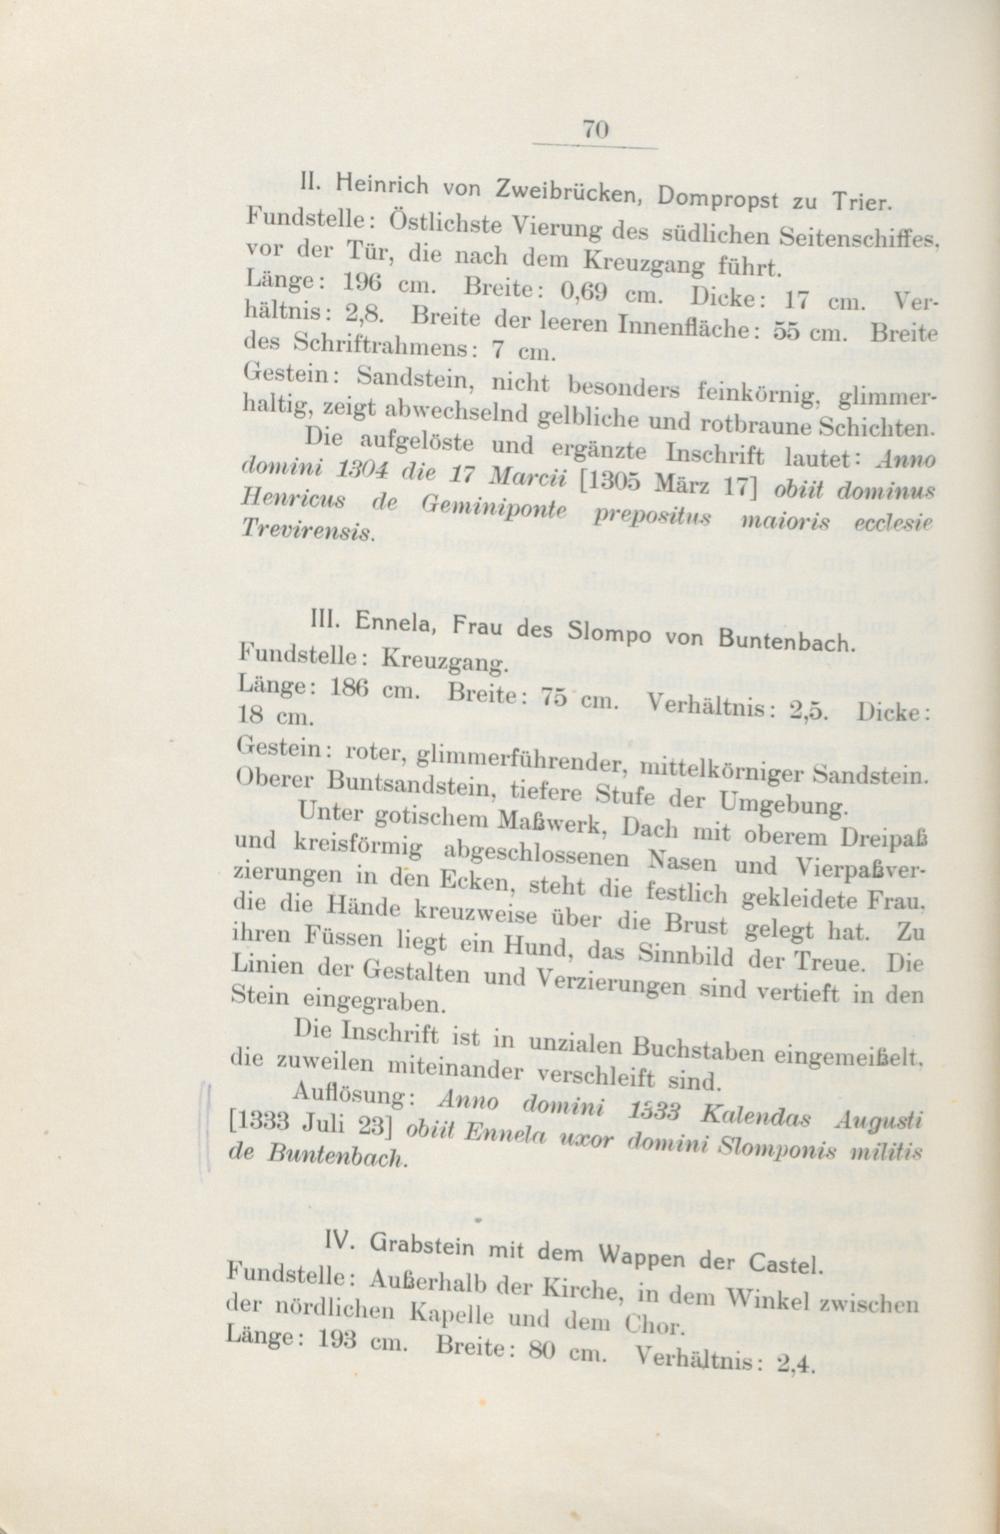 70
II. Heinrich von Zweibrücken, Dompropst zu Trier.
Fundstelle: Östlichste Vierung des südlichen Seitenschiffes,
vor der Tür, die nach dem Kreuzgang führt.
Länge: 196 cm. Breite: 0,69 cm. Dicke: 17 cm. Ver-
hältnis: 2,8. Breite der leeren Innenfläche: 55 cm. Breite
des Schriftrahmens: 7 cm.
Gestein: Sandstein, nicht besonders feinkörnig, glimmer-
haltig, zeigt abwechselnd gelbliche und rotbraune Schichten.
Die aufgelöste und ergänzte Inschrift lautet: Anno
domini 1304 die 17 Marcii [1305 März 17] obiit dominus
Henricus de Geminiponte prepositus maioris ecclesie
Trevirensis.
III. Ennela, Frau des Slompo von Buntenbach.
Fundstelle: Kreuzgang.
Länge: 186 cm. Breite: 75 cm. Verhältnis: 2,5. Dicke:
18 cm.
Gestein: roter, glimmerführender, mittelkörniger Sandstein.
Oberer Buntsandstein, tiefere Stufe der Umgebung.
Unter gotischem Maßwerk, Dach mit oberem Dreipaß
und kreisförmig abgeschlossenen Nasen und Vierpaßver-
zierungen in den Ecken, steht die festlich gekleidete Frau,
die die Hände kreuzweise über die Brust gelegt hat. Zu
ihren Füssen liegt ein Hund, das Sinnbild der Treue. Die
Linien der Gestalten und Verzierungen sind vertieft in den
Stein eingegraben.
Die Inschrift ist in unzialen Buchstaben eingemeißelt,
die zuweilen miteinander verschleift sind.
Auflösung: Anno domini 1333 Kalendas Augusti
[1333 Juli 23] obiit Ennela uxor domini Slomponis militis
de Buntenbach.
IV. Grabstein mit dem Wappen der Castel.
Fundstelle: Außerhalb der Kirche, in dem Winkel zwischen
der nördlichen Kapelle und dem Chor.
Länge: 193 cm. Breite: 80 cm. Verhältnis: 2,4.